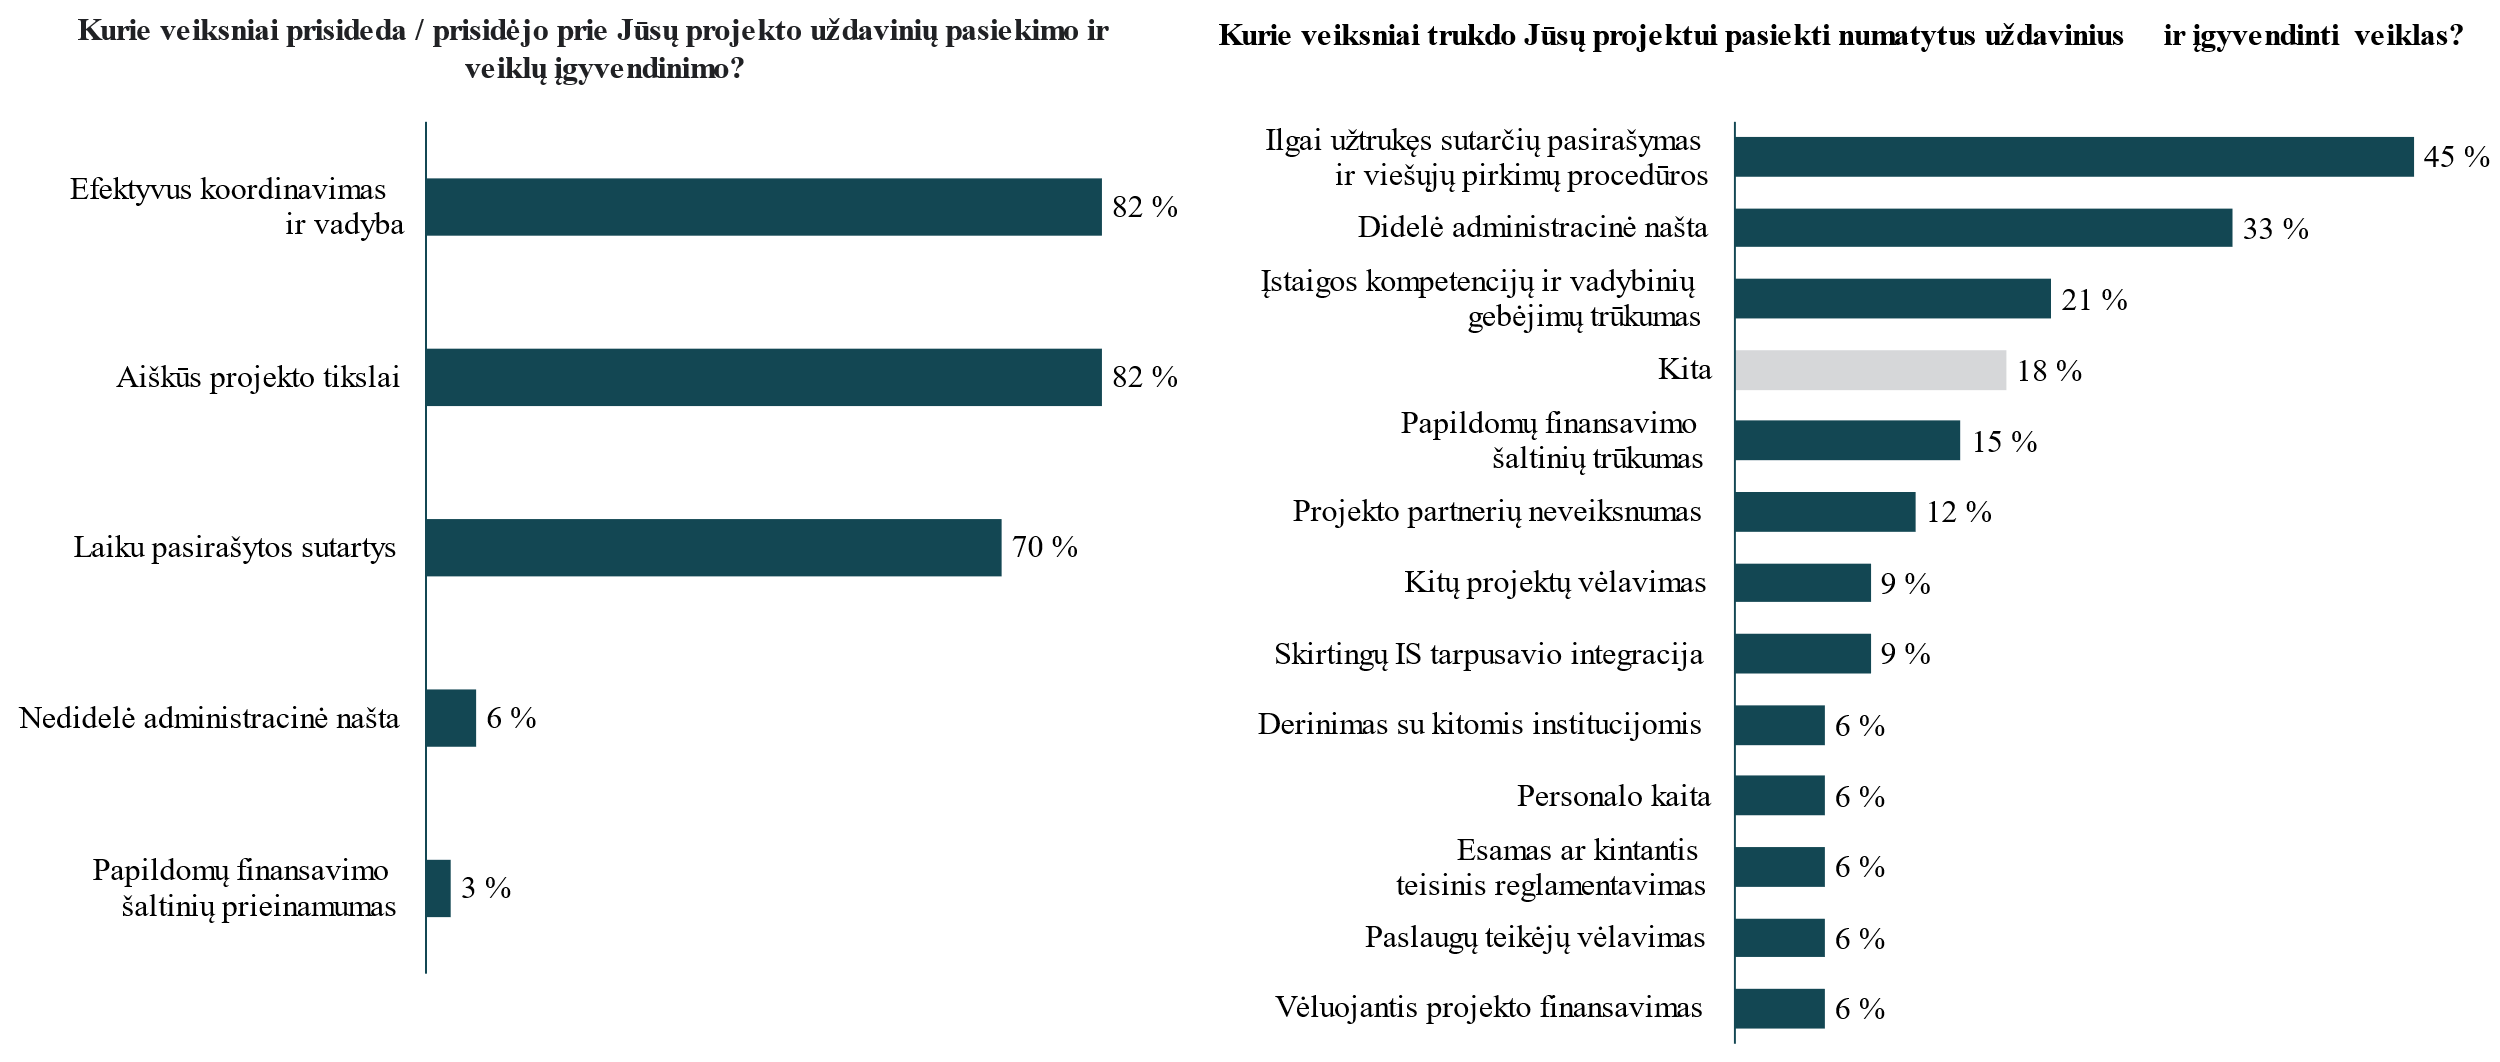 Kurie veiksniai prisideda / prisidėjo prie Jūsų projekto uždavinių pasiekimo ir
veiklų įgyvendinimo?
Efektyvus koordinavimas
ir vadyba
82 %
Aiškūs projekto tikslai
82 %
Laiku pasirašytos sutartys
70 %
Nedidelė administracinė našta
6 %
Papildomų finansavimo
šaltinių prieinamumas
3 %
Kurie veiksniai trukdo Jūsų projektui pasiekti numatytus uždavinius ir įgyvendinti veiklas?
Ilgai užtrukęs sutarčių pasirašymas
ir viešųjų pirkimų procedūros
45 %
Didelė administracinė našta
33 %
Įstaigos kompetencijų ir vadybinių
gebėjimų trūkumas
21 %
Kita
18 %
Papildomų finansavimo
šaltinių trūkumas
15 %
Projekto partnerių neveiksnumas
12 %
Kitų projektų vėlavimas
9 %
Skirtingų IS tarpusavio integracija
9 %
Derinimas su kitomis institucijomis
6 %
Personalo kaita
6 %
Esamas ar kintantis
teisinis reglamentavimas
6 %
Paslaugų teikėjų vėlavimas
6 %
Vėluojantis projekto finansavimas
6 %